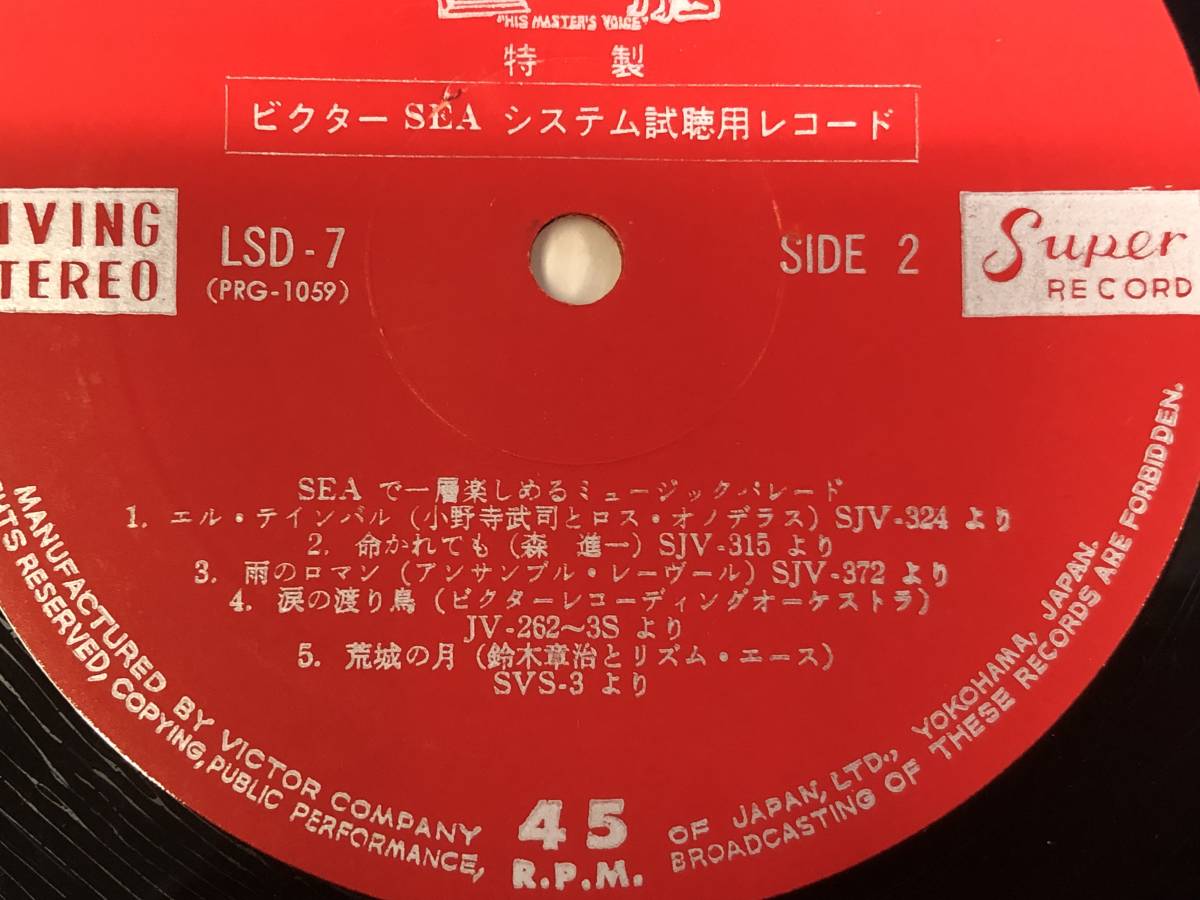 "HIS MASTER'S VOICE"
特製
ビクター SEA システム試聴用レコード
IVING
TEREO
LSD-7
(PRG-1059)
SIDE 2
Super
RECORD
SEA で一層楽しめるミュージックパレード
1. エル・テインバル (小野寺武司とロス・オノデラス) SJV-324 より
2. 命かれても (森 進一) SJV-315 より
3. 雨のロマン (アンサンブル・レーヴール) SJV-372 より
4. 涙の渡り鳥 (ビクターレコーディングオーケストラ)
JV-262〜3S より
5. 荒城の月 (鈴木章治とリズム・エース)
SVS-3 より
45
R.P.M.
MANUFACTURED BY VICTOR COMPANY OF JAPAN, LTD., YOKOHAMA, JAPAN.
GHTS RESERVED, COPYING, PUBLIC PERFORMANCE, BROADCASTING OF THESE RECORDS ARE FORBIDDEN.